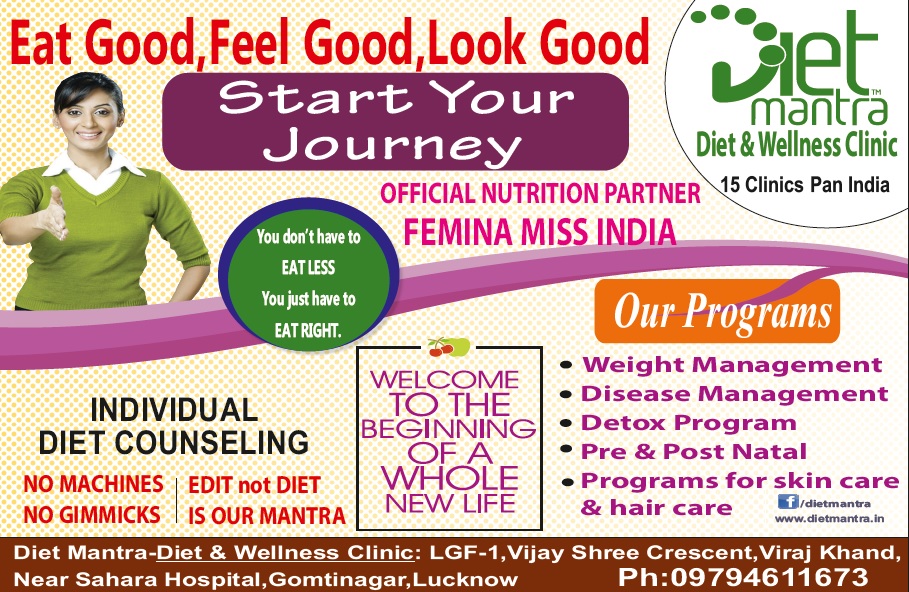 Eat Good,Feel Good,Look Good
Start Your
Journey
Diet
mantra™
Diet & Wellness Clinic
15 Clinics Pan India
OFFICIAL NUTRITION PARTNER
FEMINA MISS INDIA
You don't have to
EAT LESS
You just have to
EAT RIGHT.
Our Programs
• Weight Management
• Disease Management
• Detox Program
• Pre & Post Natal
• Programs for skin care
& hair care
f/dietmantra
www.dietmantra.in
WELCOME
TO THE
BEGINNING
OF A
WHOLE
NEW LIFE
INDIVIDUAL
DIET COUNSELING
NO MACHINES
NO GIMMICKS
EDIT not DIET
IS OUR MANTRA
Diet Mantra-Diet & Wellness Clinic: LGF-1,Vijay Shree Crescent,Viraj Khand,
Near Sahara Hospital,Gomtinagar,Lucknow Ph:09794611673